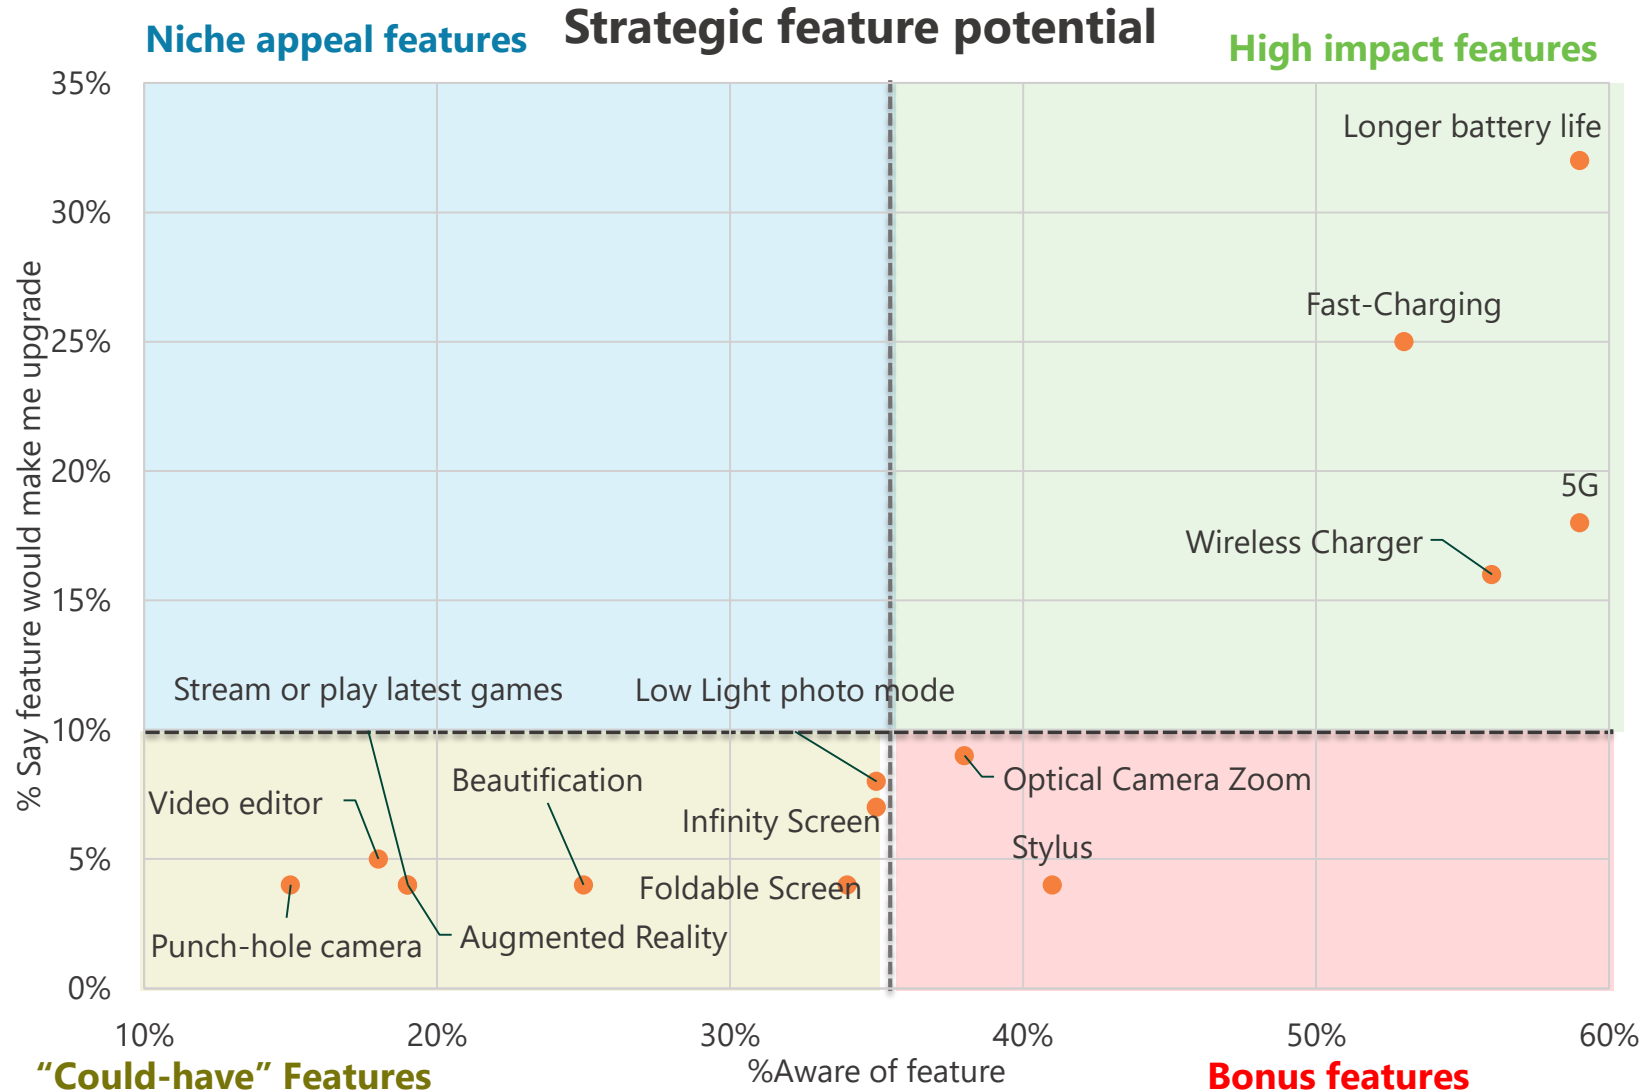 Strategic feature potential
Niche appeal features
High impact features
35%
30%
25%
20%
15%
10%
5%
0%
% Say feature would make me upgrade
Longer battery life
Fast-Charging
5G
Wireless Charger
Stream or play latest games
Low Light photo mode
Beautification
Optical Camera Zoom
Video editor
Infinity Screen
Stylus
Foldable Screen
Punch-hole camera
Augmented Reality
10%
20%
30%
40%
50%
60%
%Aware of feature
“Could-have” Features
Bonus features